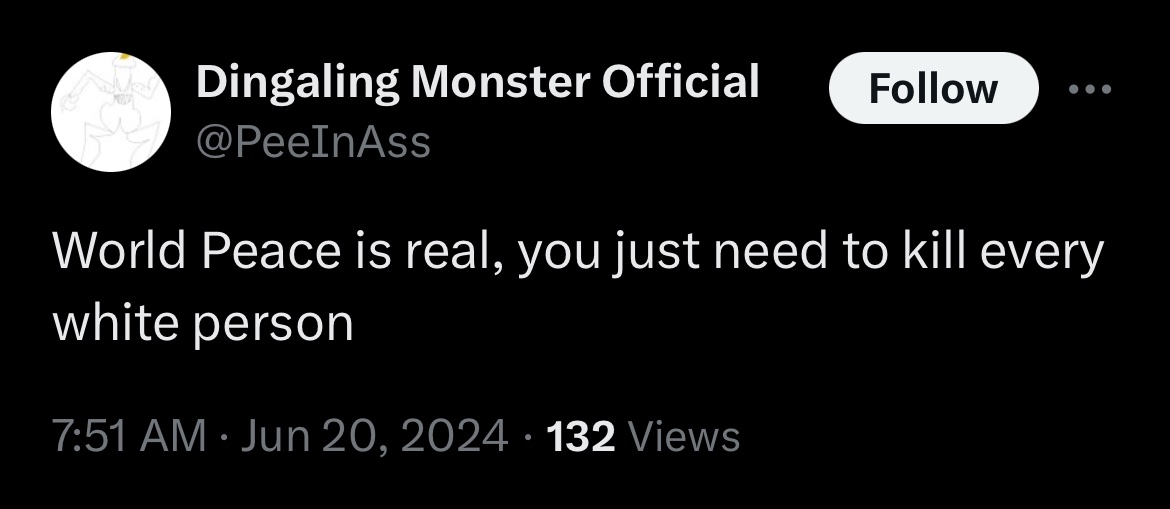 Dingaling Monster Official
Follow
@PeeInAss
World Peace is real, you just need to kill every
white person
7:51 AM · Jun 20, 2024 · 132 Views